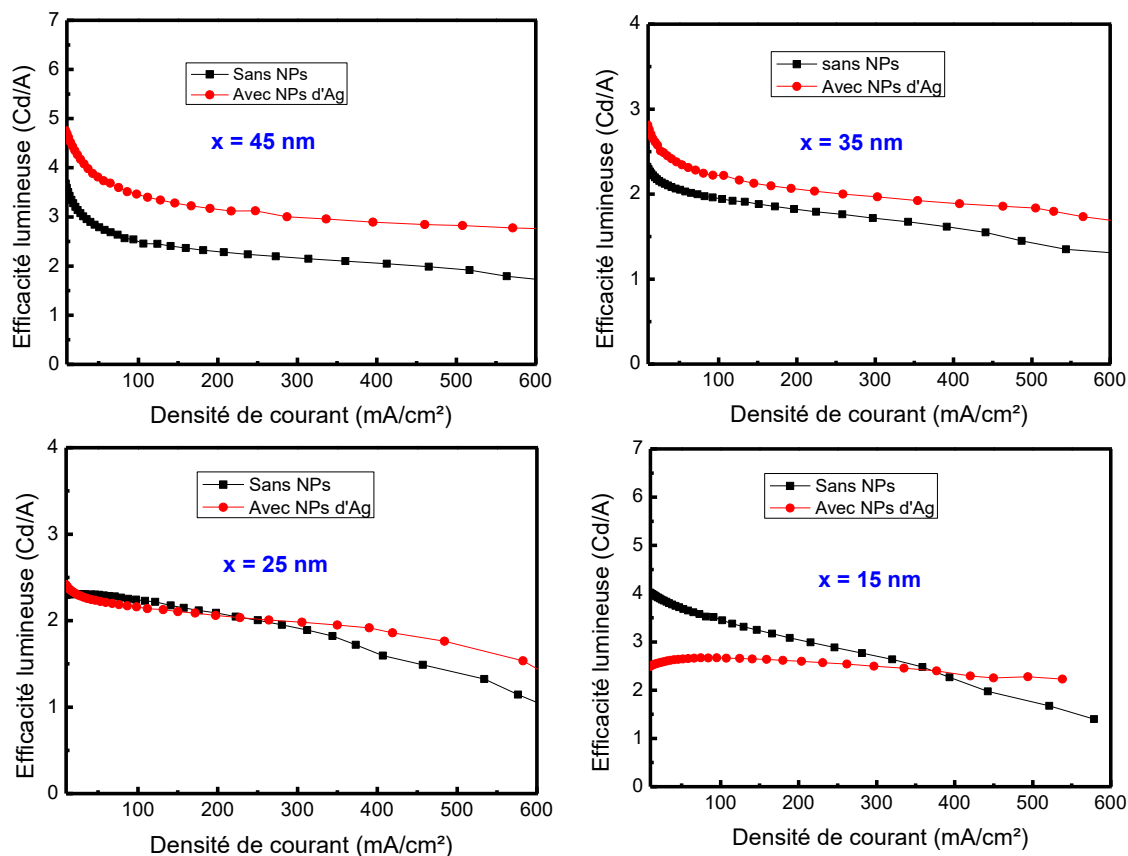 7
6
5
4
3
2
1
0
Efficacité lumineuse (Cd/A)
Sans NPs
Avec NPs d'Ag
x = 45 nm
100 200 300 400 500 600
Densité de courant (mA/cm²)
4
3
2
1
0
Efficacité lumineuse (Cd/A)
sans NPs
Avec NPs d'Ag
x = 35 nm
100 200 300 400 500 600
Densité de courant (mA/cm²)
4
3
2
1
0
Efficacité lumineuse (Cd/A)
Sans NPs
Avec NPs d'Ag
x = 25 nm
100 200 300 400 500 600
Densité de courant (mA/cm²)
7
6
5
4
3
2
1
0
Efficacité lumineuse (Cd/A)
Sans NPs
Avec NPs d'Ag
x = 15 nm
100 200 300 400 500 600
Densité de courant (mA/cm²)